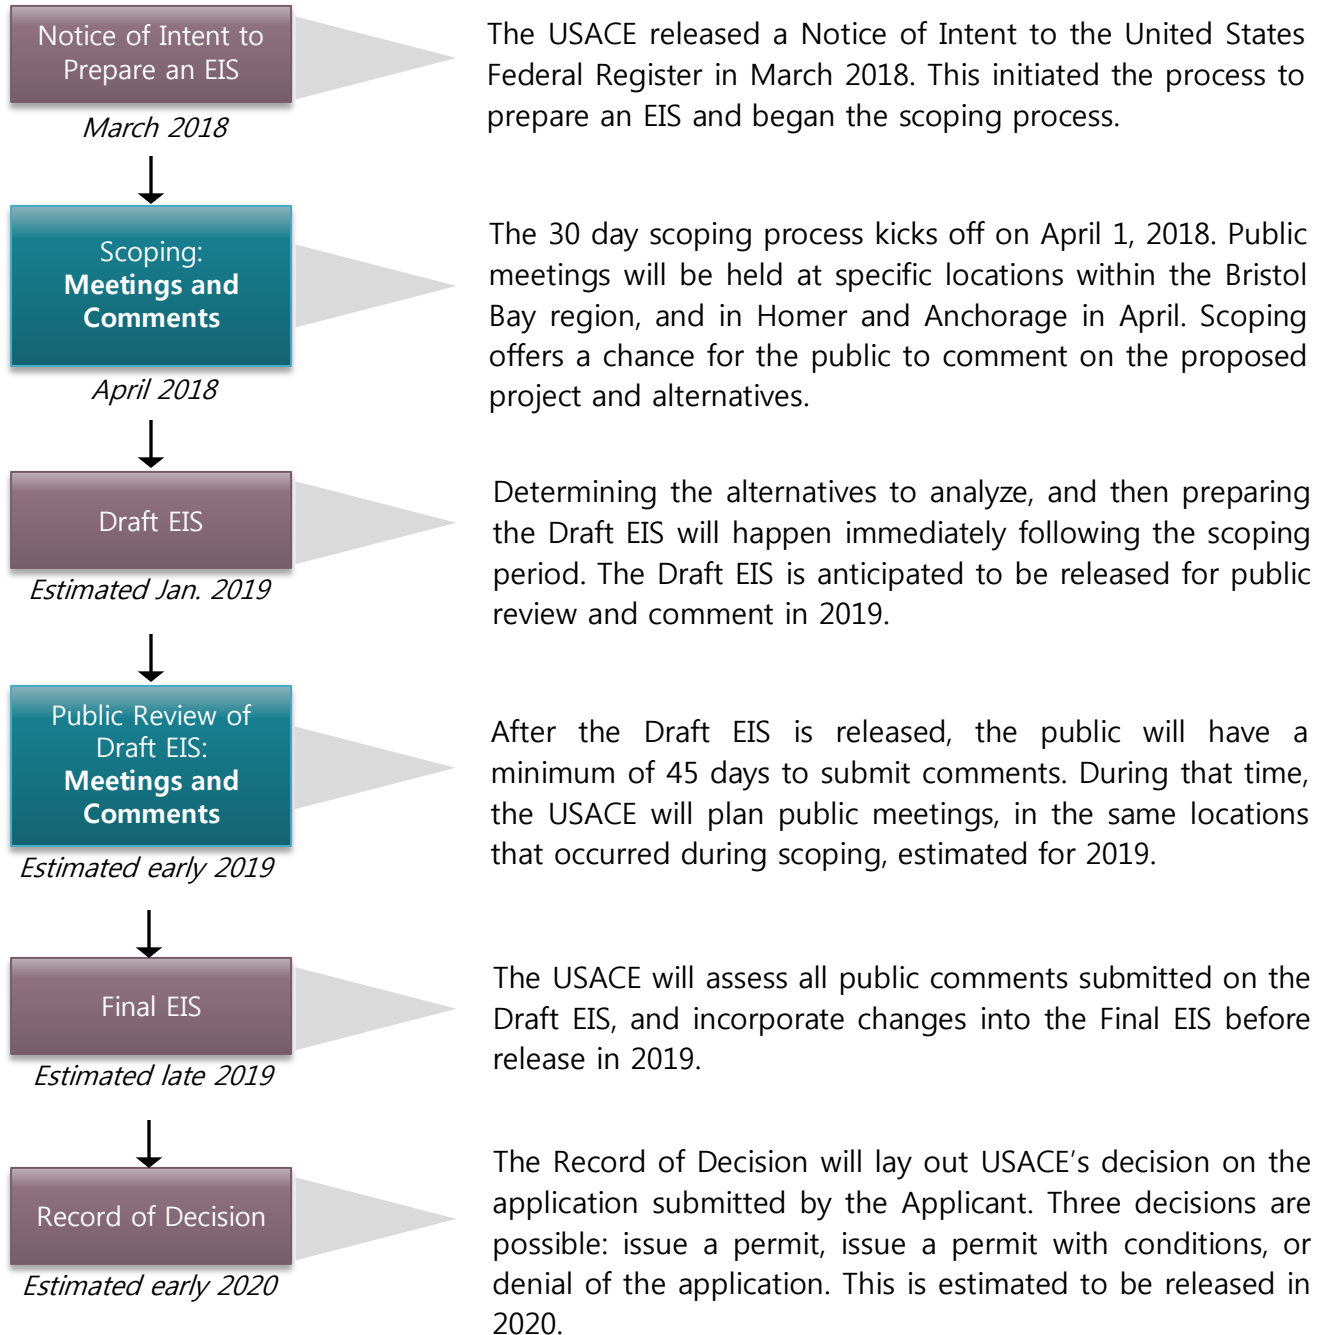 Notice of Intent to
Prepare an EIS
March 2018
The USACE released a Notice of Intent to the United States
Federal Register in March 2018. This initiated the process to
prepare an EIS and began the scoping process.
Scoping:
Meetings and
Comments
April 2018
The 30 day scoping process kicks off on April 1, 2018. Public
meetings will be held at specific locations within the Bristol
Bay region, and in Homer and Anchorage in April. Scoping
offers a chance for the public to comment on the proposed
project and alternatives.
Draft EIS
Estimated Jan. 2019
Determining the alternatives to analyze, and then preparing
the Draft EIS will happen immediately following the scoping
period. The Draft EIS is anticipated to be released for public
review and comment in 2019.
Public Review of
Draft EIS:
Meetings and
Comments
Estimated early 2019
After the Draft EIS is released, the public will have a
minimum of 45 days to submit comments. During that time,
the USACE will plan public meetings, in the same locations
that occurred during scoping, estimated for 2019.
Final EIS
Estimated late 2019
The USACE will assess all public comments submitted on the
Draft EIS, and incorporate changes into the Final EIS before
release in 2019.
Record of Decision
Estimated early 2020
The Record of Decision will lay out USACE’s decision on the
application submitted by the Applicant. Three decisions are
possible: issue a permit, issue a permit with conditions, or
denial of the application. This is estimated to be released in
2020.